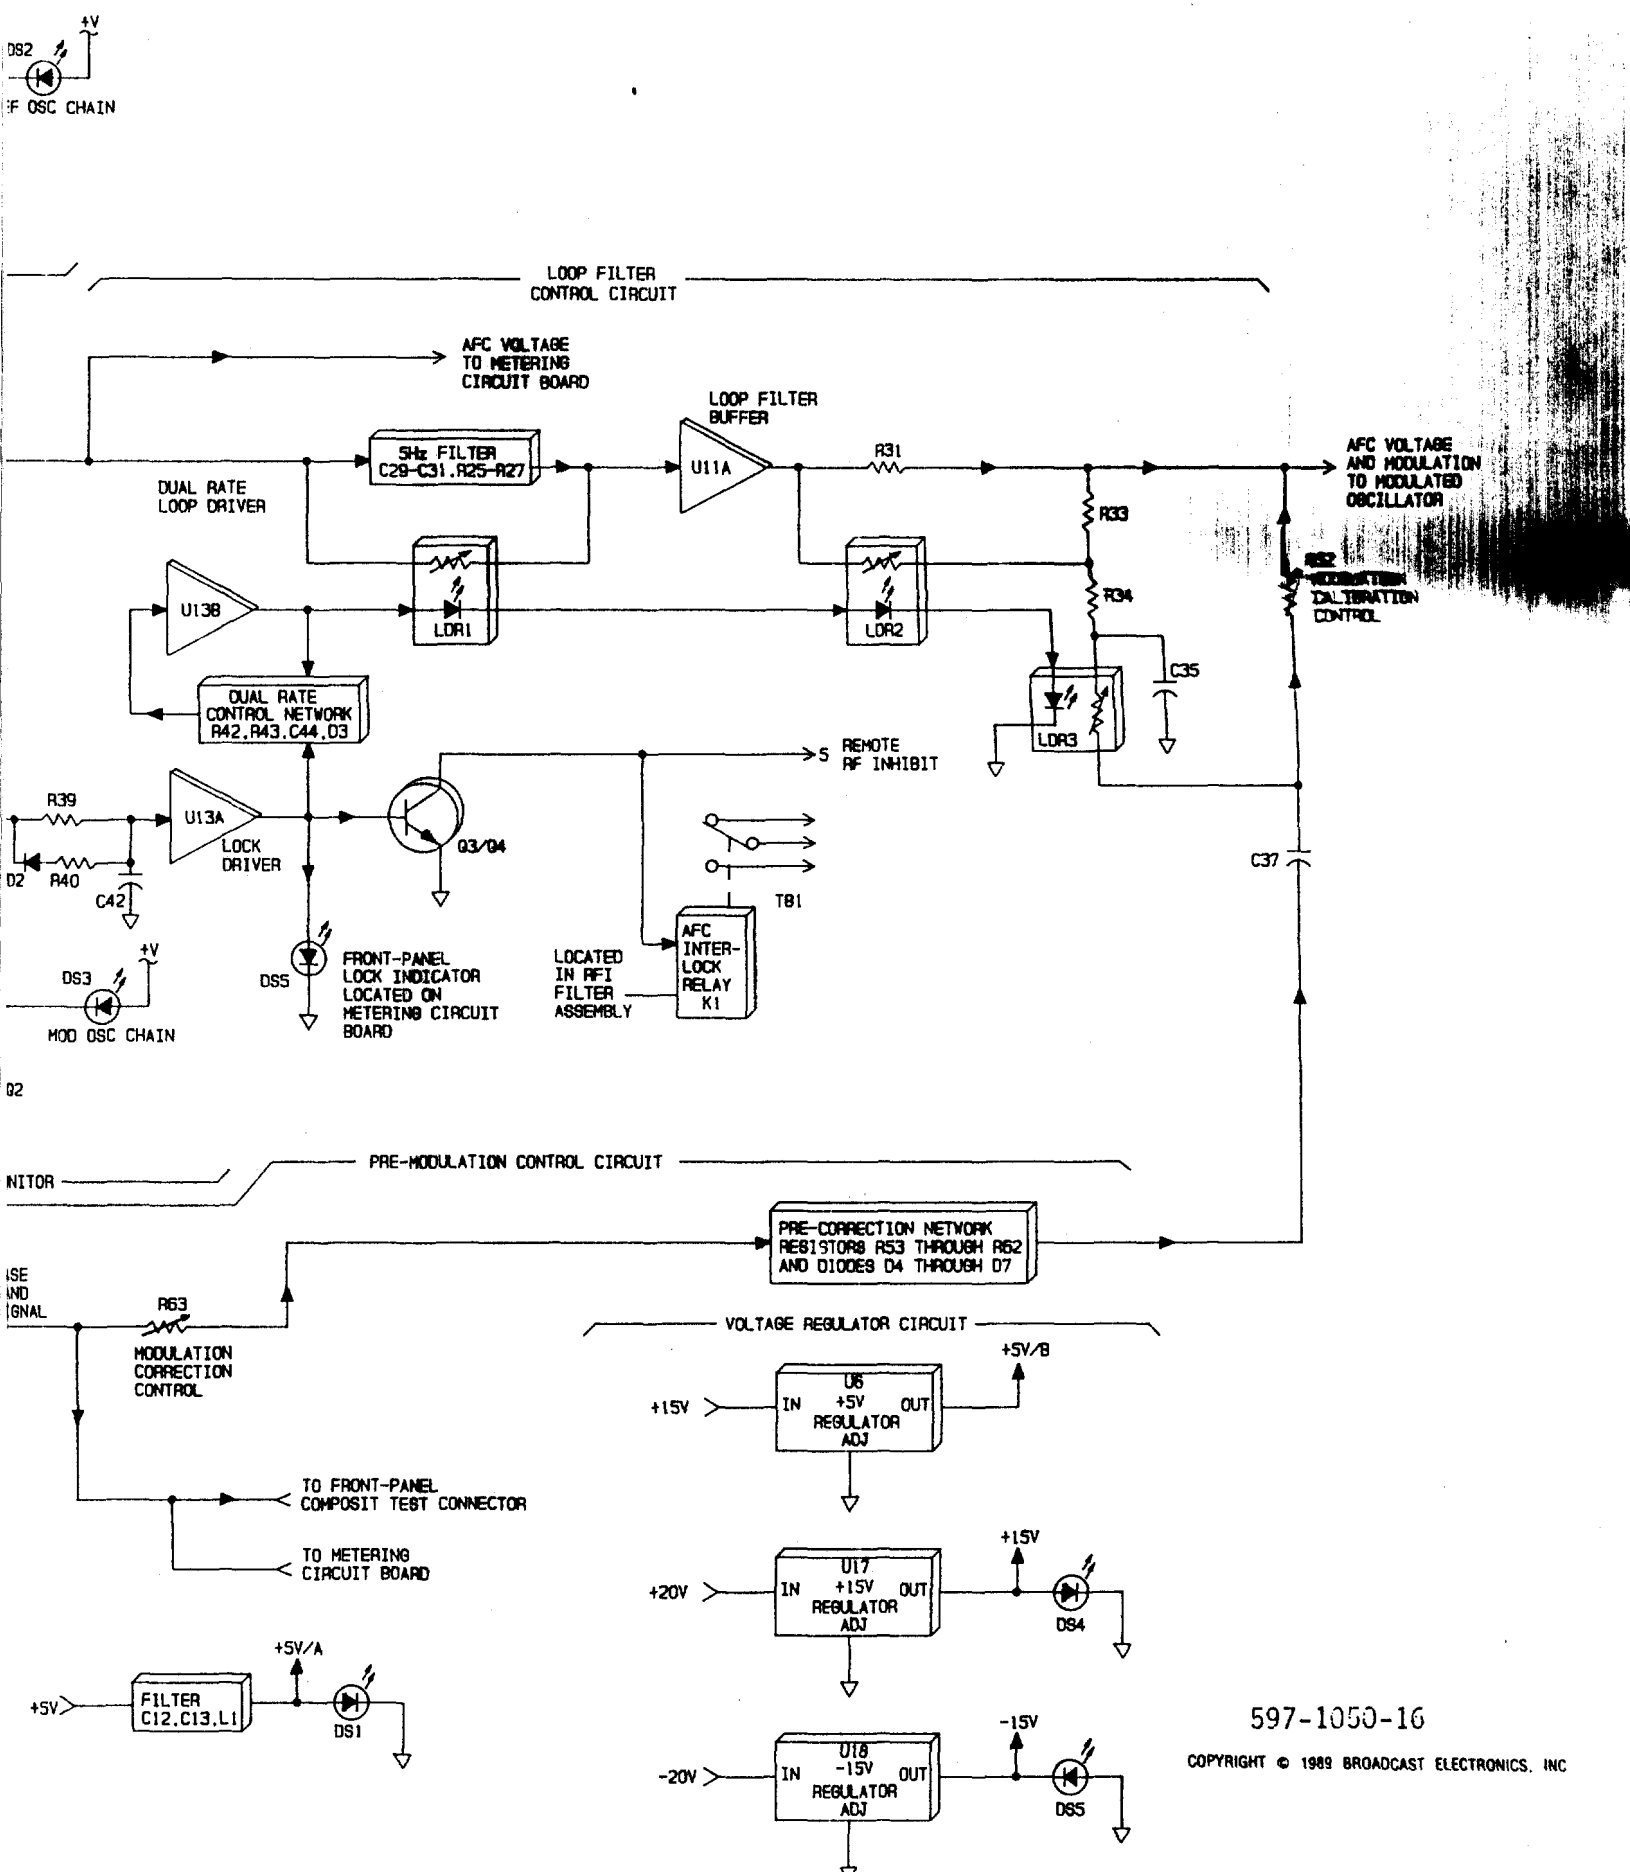 +V
DS2
OSC CHAIN
LOOP FILTER
CONTROL CIRCUIT
AFC VOLTAGE
TO METERING
CIRCUIT BOARD
LOOP FILTER
BUFFER
5Hz FILTER
C29-C31,R25-R27
U11A
R31
AFC VOLTAGE
AND MODULATION
TO MODULATED
OSCILLATOR
DUAL RATE
LOOP DRIVER
R33
U13B
LDR1
LDR2
R34
CALIBRATION
CONTROL
C35
LDR3
DUAL RATE
CONTROL NETWORK
R42,R43,C44,D3
5 REMOTE
RF INHIBIT
R39
U13A
LOCK
DRIVER
Q3/Q4
D2
R40
C42
TB1
C37
AFC
INTER-
LOCK
RELAY
K1
LOCATED
IN RFI
FILTER
ASSEMBLY
+V
DS3
MOD OSC CHAIN
DS5
FRONT-PANEL
LOCK INDICATOR
LOCATED ON
METERING CIRCUIT
BOARD
Q2
NITOR
PRE-MODULATION CONTROL CIRCUIT
PRE-CORRECTION NETWORK
RESISTORS R53 THROUGH R62
AND DIODES D4 THROUGH D7
R63
MODULATION
CORRECTION
CONTROL
VOLTAGE REGULATOR CIRCUIT
+5V/B
+15V
IN
U6
+5V
REGULATOR
ADJ
OUT
TO FRONT-PANEL
COMPOSIT TEST CONNECTOR
TO METERING
CIRCUIT BOARD
+15V
+20V
IN
U17
+15V
REGULATOR
ADJ
OUT
DS4
+5V/A
+5V
FILTER
C12,C13,L1
DS1
-15V
-20V
IN
U18
-15V
REGULATOR
ADJ
OUT
DS5
597-1050-16
COPYRIGHT © 1989 BROADCAST ELECTRONICS, INC